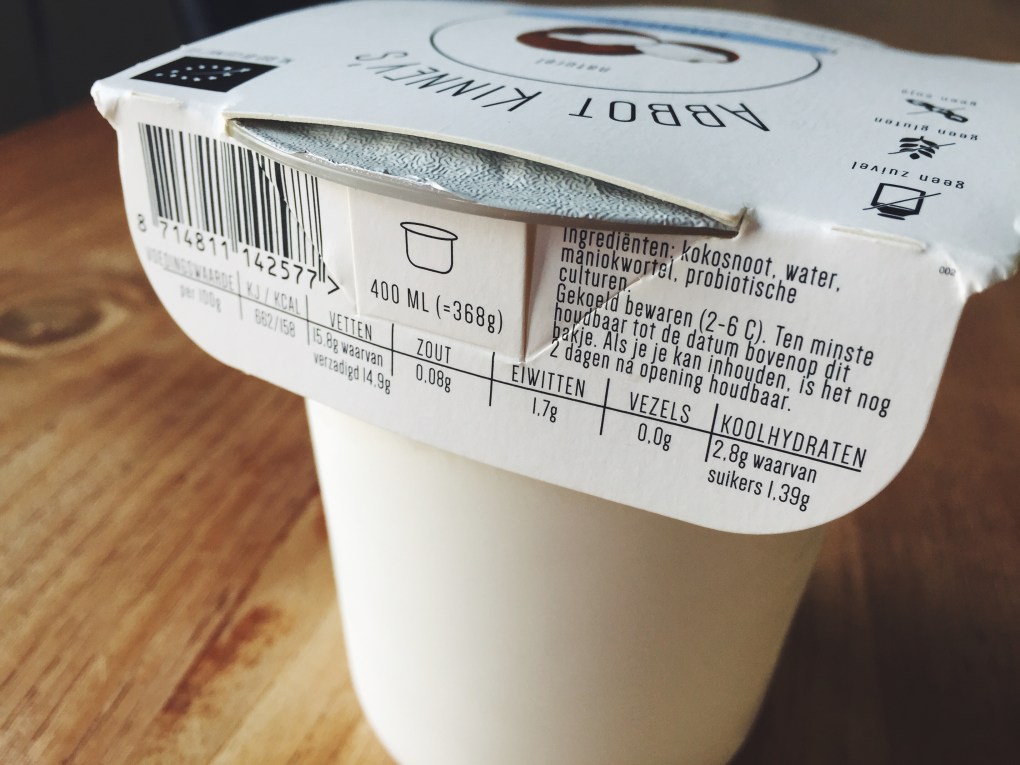 naturel
ABBOT KINNEY'S
geen soja
geen gluten
geen zuivel
002
8 714811 142577 >
400 ML (=368g)
Ingrediënten: kokosnoot, water,
maniokwortel, probiotische
culturen.
Gekoeld bewaren (2-6 C). Ten minste
houdbaar tot de datum bovenop dit
bakje. Als je je kan inhouden, is het nog
2 dagen na opening houdbaar.
VOEDINGSWAARDE
per 100g
KJ / KCAL
662/158
VETTEN
15.8g waarvan
verzadigd 14.9g
ZOUT
0.08g
EIWITTEN
1.7g
VEZELS
0.0g
KOOLHYDRATEN
2.8g waarvan
suikers 1.39g